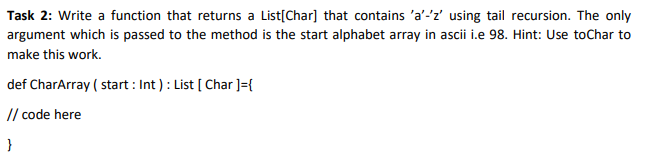 Task 2: Write a function that returns a List[Char] that contains 'a'-'z' using tail recursion. The only
argument which is passed to the method is the start alphabet array in ascii i.e 98. Hint: Use toChar to
make this work.
def CharArray ( start : Int ) : List [ Char ]={
// code here
}